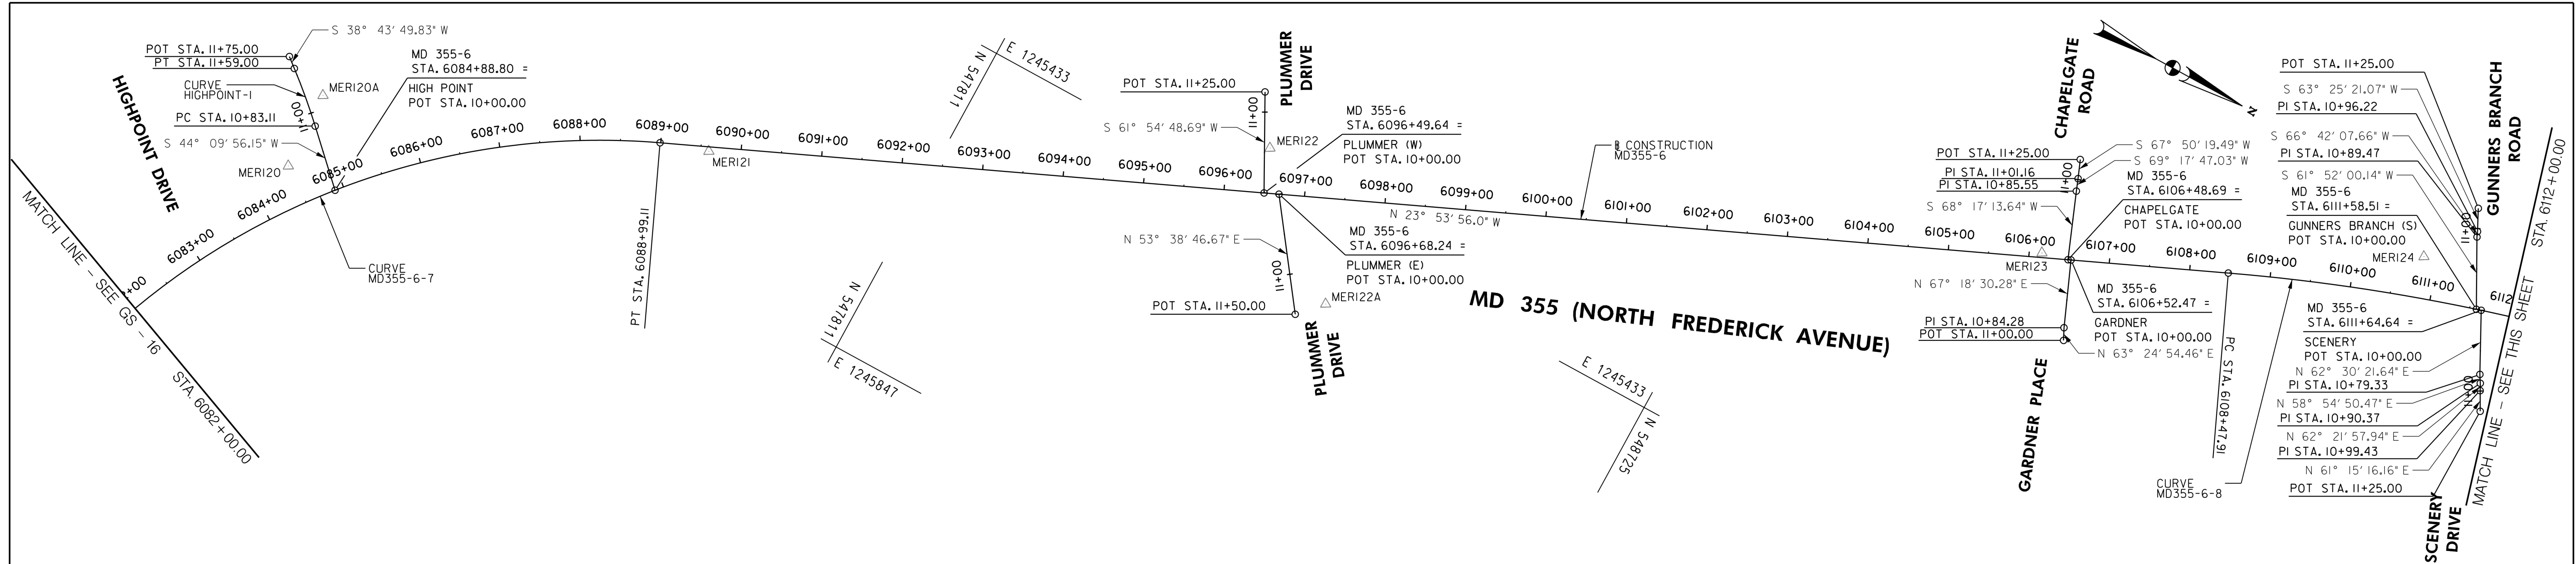 S 38° 43' 49.83" W
POT STA. 11+75.00
PT STA. 11+59.00
CURVE
HIGHPOINT-1
PC STA. 10+83.11
S 44° 09' 56.15" W
11+00
MERI20A
MERI20
HIGHPOINT DRIVE
MD 355-6
STA. 6084+88.80 =
HIGH POINT
POT STA. 10+00.00
MATCH LINE - SEE GS - 16 STA. 6082+00.00
+00
6083+00
6084+00
6085+00
6086+00
6087+00
6088+00
6089+00
6090+00
6091+00
6092+00
6093+00
6094+00
6095+00
6096+00
6097+00
6098+00
6099+00
6100+00
6101+00
6102+00
6103+00
6104+00
6105+00
6106+00
6107+00
6108+00
6109+00
6110+00
6111+00
6112
CURVE
MD355-6-7
PT STA. 6088+99.11
MERI21
N 547811
E 1245433
N 547811
E 1245847
POT STA. 11+25.00
11+00
S 61° 54' 48.69" W
MERI22
PLUMMER
DRIVE
MD 355-6
STA. 6096+49.64 =
PLUMMER (W)
POT STA. 10+00.00
N 53° 38' 46.67" E
11+00
POT STA. 11+50.00
MERI22A
PLUMMER
DRIVE
MD 355-6
STA. 6096+68.24 =
PLUMMER (E)
POT STA. 10+00.00
N 23° 53' 56.0" W
CONSTRUCTION
MD355-6
MD 355 (NORTH FREDERICK AVENUE)
E 1245433
N 548725
CHAPELGATE
ROAD
N
POT STA. 11+25.00
PI STA. 11+01.16
PI STA. 10+85.55
S 68° 17' 13.64" W
11+00
S 67° 50' 19.49" W
S 69° 17' 47.03" W
MD 355-6
STA. 6106+48.69 =
CHAPELGATE
POT STA. 10+00.00
MERI23
N 67° 18' 30.28" E
PI STA. 10+84.28
POT STA. 11+00.00
N 63° 24' 54.46" E
MD 355-6
STA. 6106+52.47 =
GARDNER
POT STA. 10+00.00
GARDNER PLACE
PC STA. 6108+47.91
CURVE
MD355-6-8
POT STA. 11+25.00
S 63° 25' 21.07" W
PI STA. 10+96.22
S 66° 42' 07.66" W
PI STA. 10+89.47
S 61° 52' 00.14" W
MD 355-6
STA. 6111+58.51 =
GUNNERS BRANCH (S)
POT STA. 10+00.00
MERI24
11+00
GUNNERS BRANCH
ROAD
MD 355-6
STA. 6111+64.64 =
SCENERY
POT STA. 10+00.00
N 62° 30' 21.64" E
PI STA. 10+79.33
N 58° 54' 50.47" E
PI STA. 10+90.37
N 62° 21' 57.94" E
PI STA. 10+99.43
N 61° 15' 16.16" E
POT STA. 11+25.00
11+00
SCENERY
DRIVE
MATCH LINE - SEE THIS SHEET STA. 6112+00.00